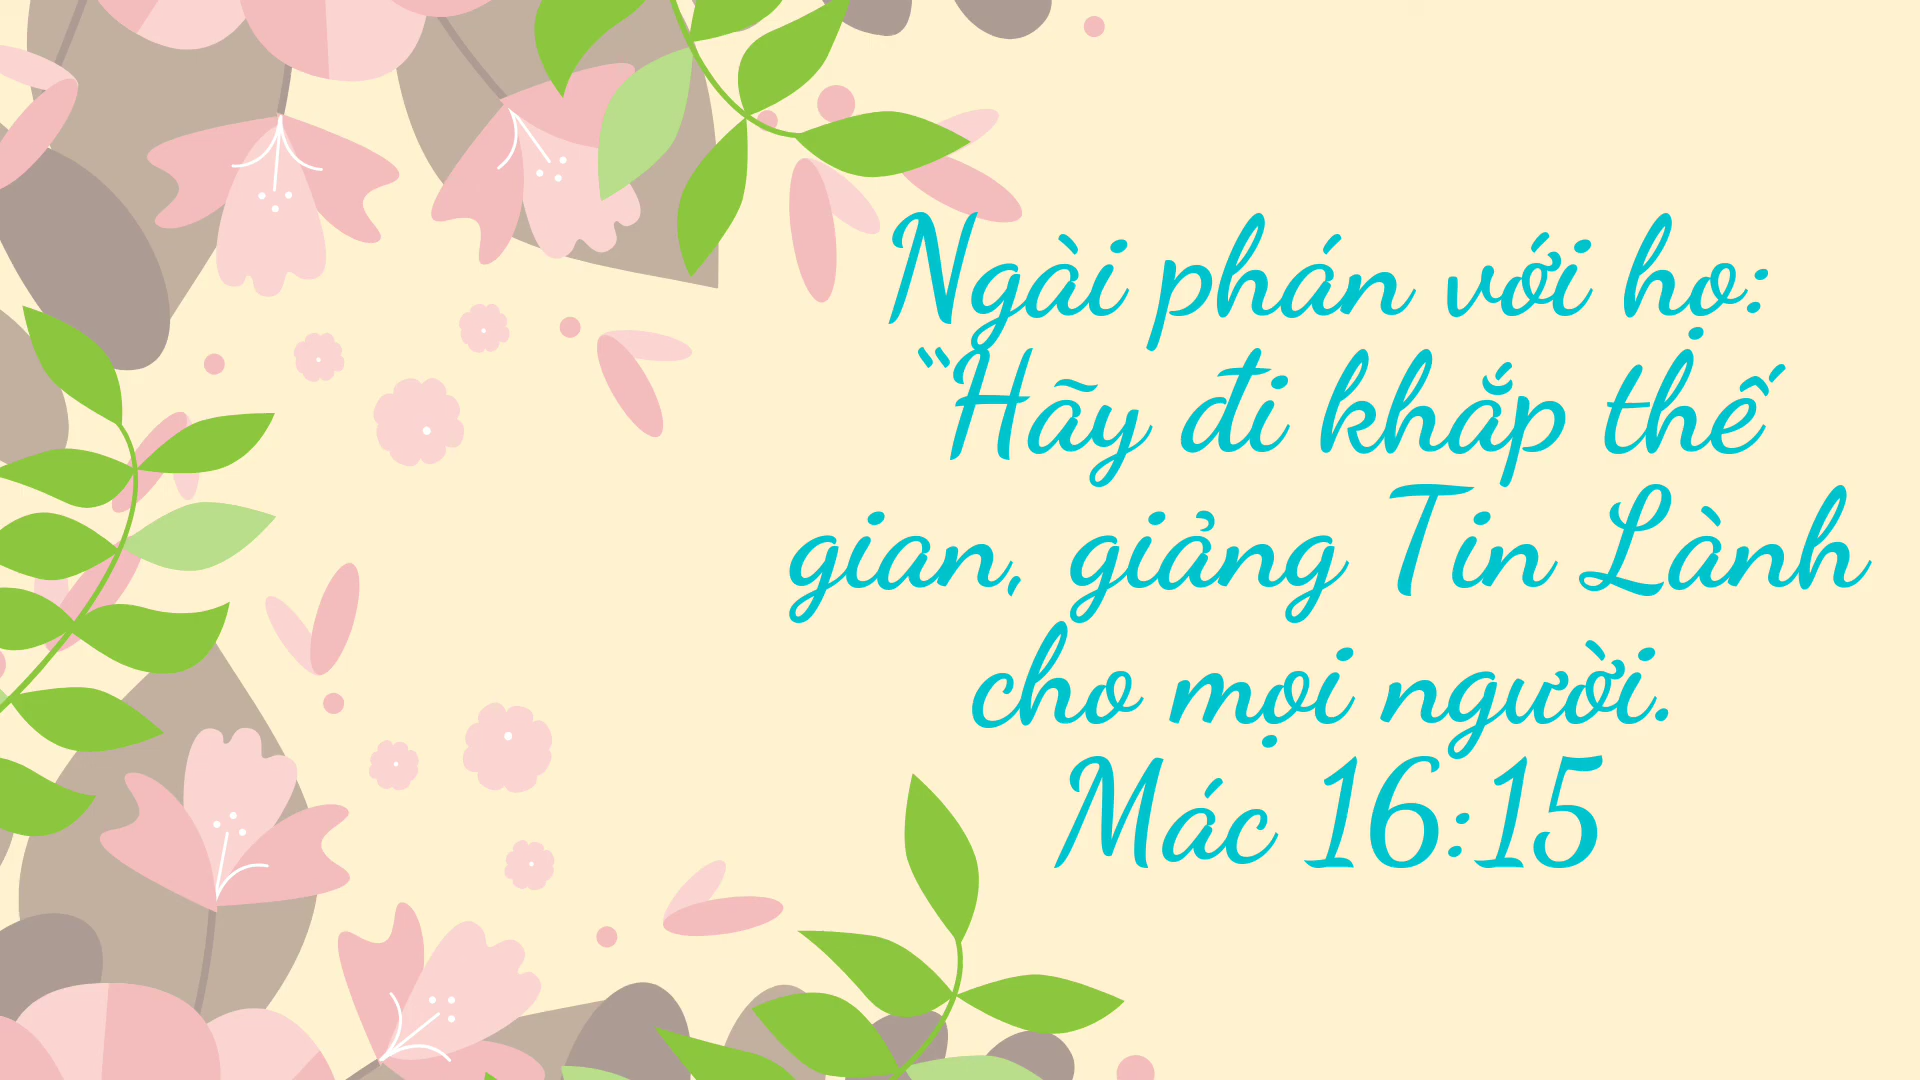 Ngài phán với họ:
“Hãy đi khắp thế
gian, giảng Tin Lành
cho mọi người.
Mác 16:15